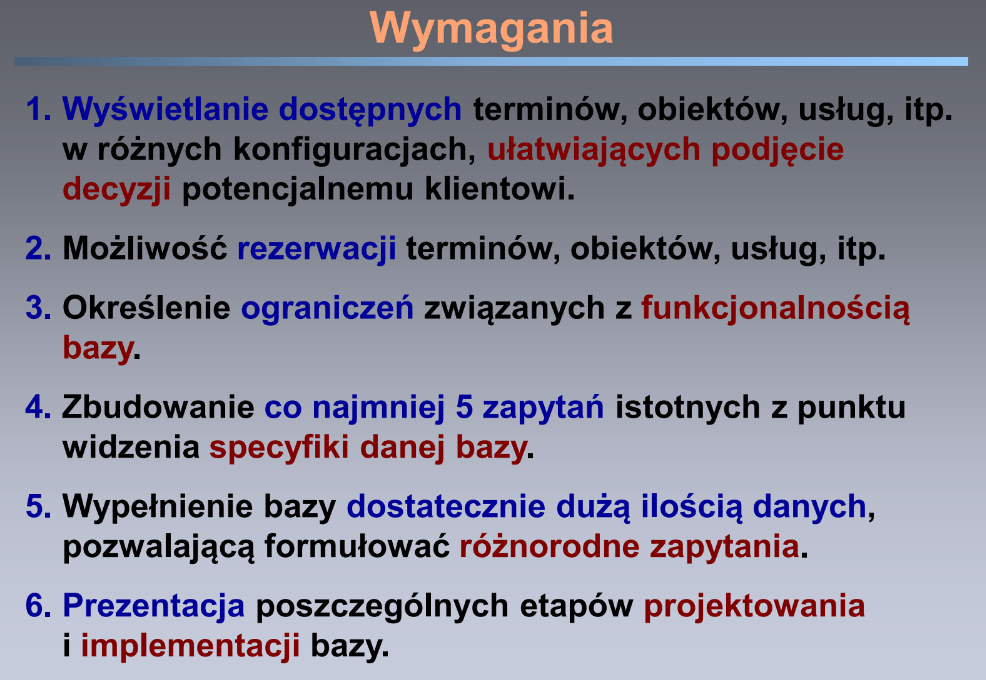 Wymagania
1. Wyświetlanie dostępnych terminów, obiektów, usług, itp.
w różnych konfiguracjach, ułatwiających podjęcie
decyzji potencjalnemu klientowi.
2. Możliwość rezerwacji terminów, obiektów, usług, itp.
3. Określenie ograniczeń związanych z funkcjonalnością
bazy.
4. Zbudowanie co najmniej 5 zapytań istotnych z punktu
widzenia specyfiki danej bazy.
5. Wypełnienie bazy dostatecznie dużą ilością danych,
pozwalającą formułować różnorodne zapytania.
6. Prezentacja poszczególnych etapów projektowania
i implementacji bazy.